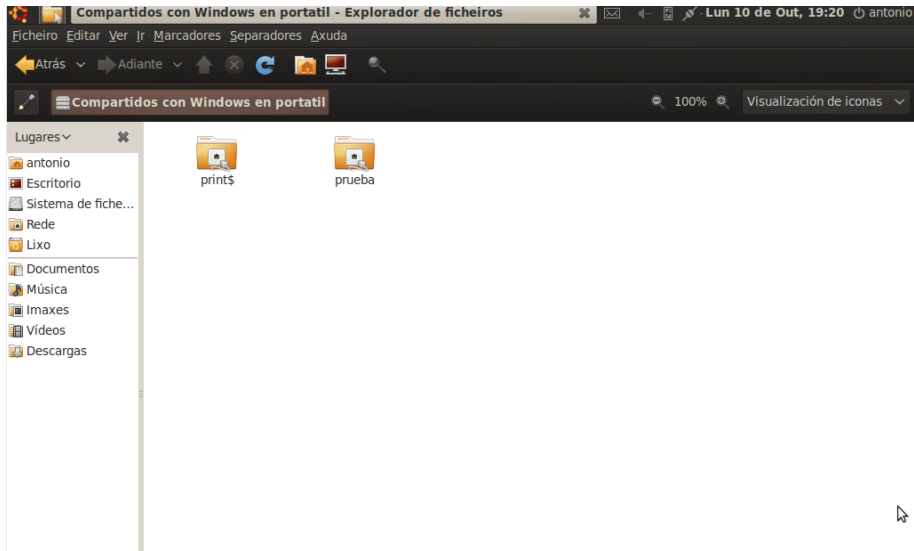 Compartidos con Windows en portatil - Explorador de ficheiros
Lun 10 de Out, 19:20 antonio
Ficheiro Editar Ver Ir Marcadores Separadores Axuda
Atrás Adiante
Compartidos con Windows en portatil 100% Visualización de iconas
Lugares
antonio
Escritorio
Sistema de fiche...
Rede
Lixo
Documentos
Música
Imaxes
Vídeos
Descargas
print$ prueba